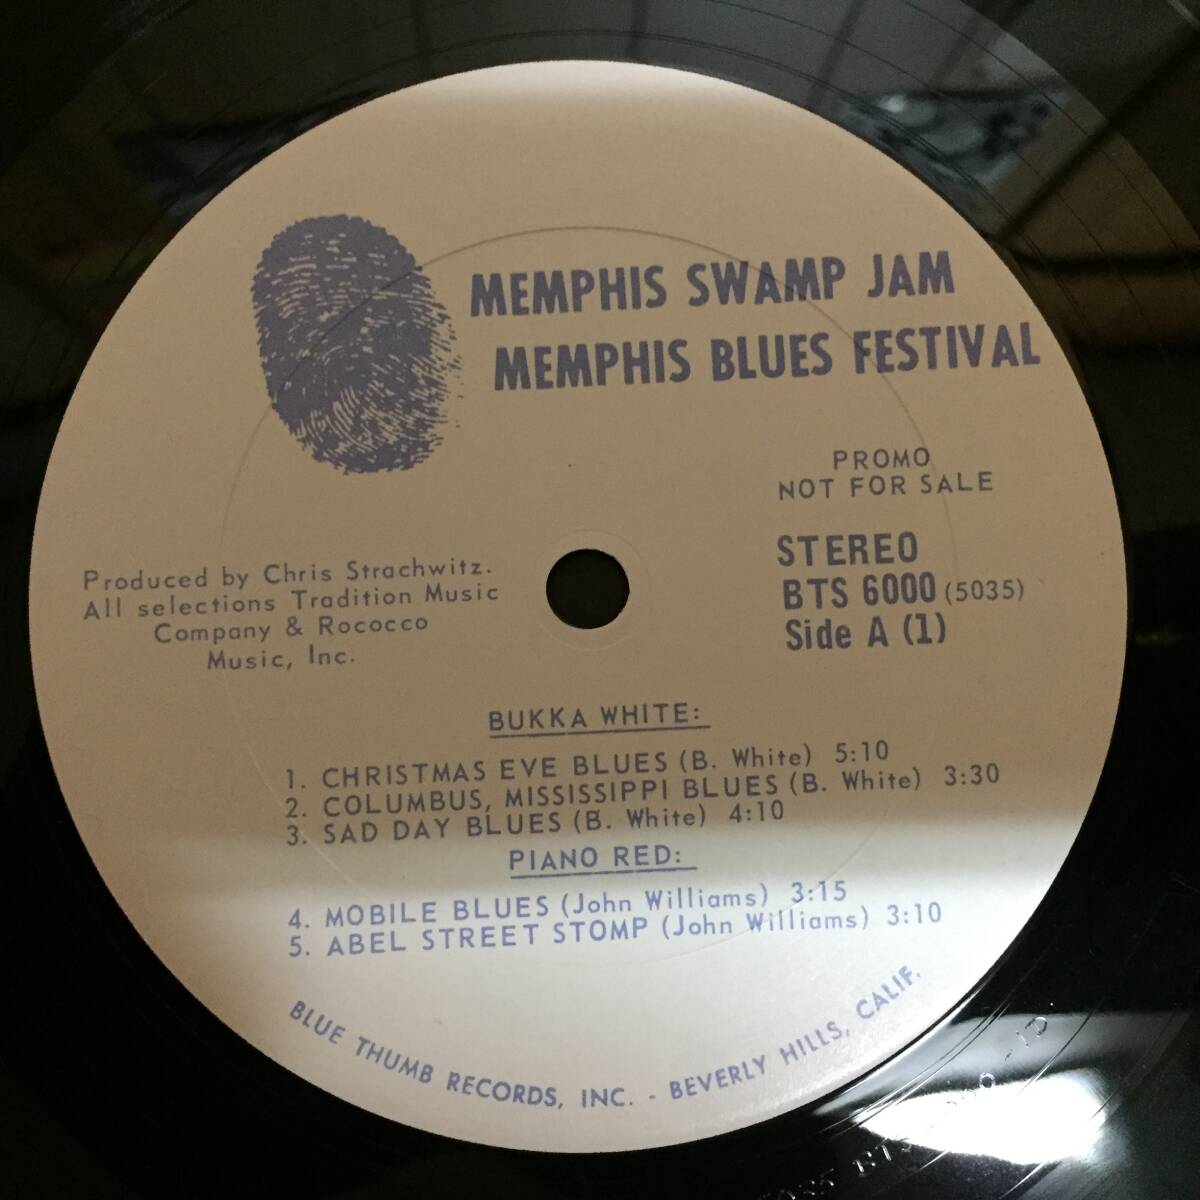 MEMPHIS SWAMP JAM
MEMPHIS BLUES FESTIVAL
PROMO
NOT FOR SALE
STEREO
BTS 6000 (5035)
Side A (1)
Produced by Chris Strachwitz.
All selections Tradition Music
Company & Rococco
Music, Inc.
BUKKA WHITE:
1. CHRISTMAS EVE BLUES (B. White) 5:10
2. COLUMBUS, MISSISSIPPI BLUES (B. White) 3:30
3. SAD DAY BLUES (B. White) 4:10
PIANO RED:
4. MOBILE BLUES (John Williams) 3:15
5. ABEL STREET STOMP (John Williams) 3:10
BLUE THUMB RECORDS, INC. - BEVERLY HILLS, CALIF.